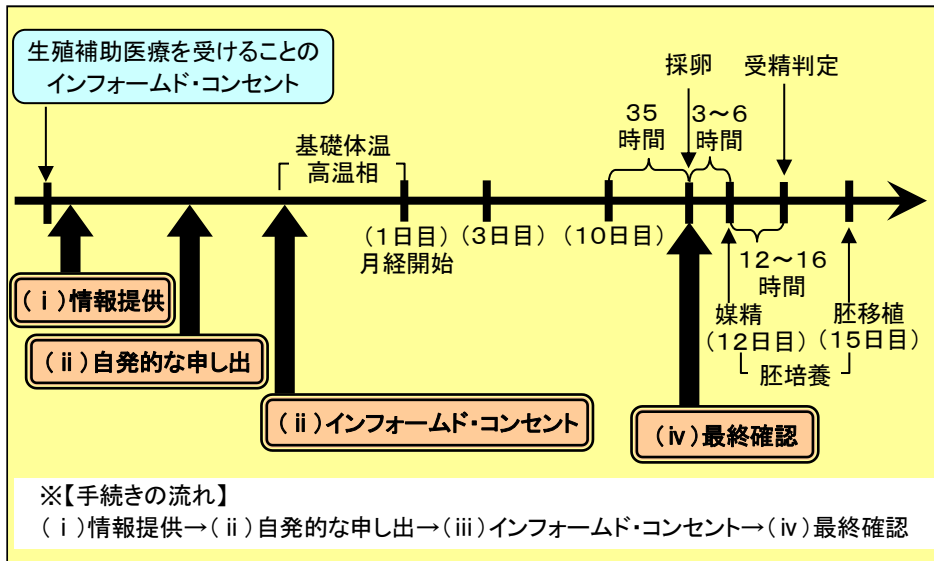 生殖補助医療を受けることの
インフォームド・コンセント
採卵
受精判定
35
時間
3～6
時間
基礎体温
高温相
(1日目)
月経開始
(3日目)
(10日目)
12～16
時間
媒精
(12日目)
胚移植
(15日目)
胚培養
(ⅰ)情報提供
(ⅱ)自発的な申し出
(ⅱ)インフォームド・コンセント
(ⅳ)最終確認
※【手続きの流れ】
(ⅰ)情報提供→(ⅱ)自発的な申し出→(ⅲ)インフォームド・コンセント→(ⅳ)最終確認